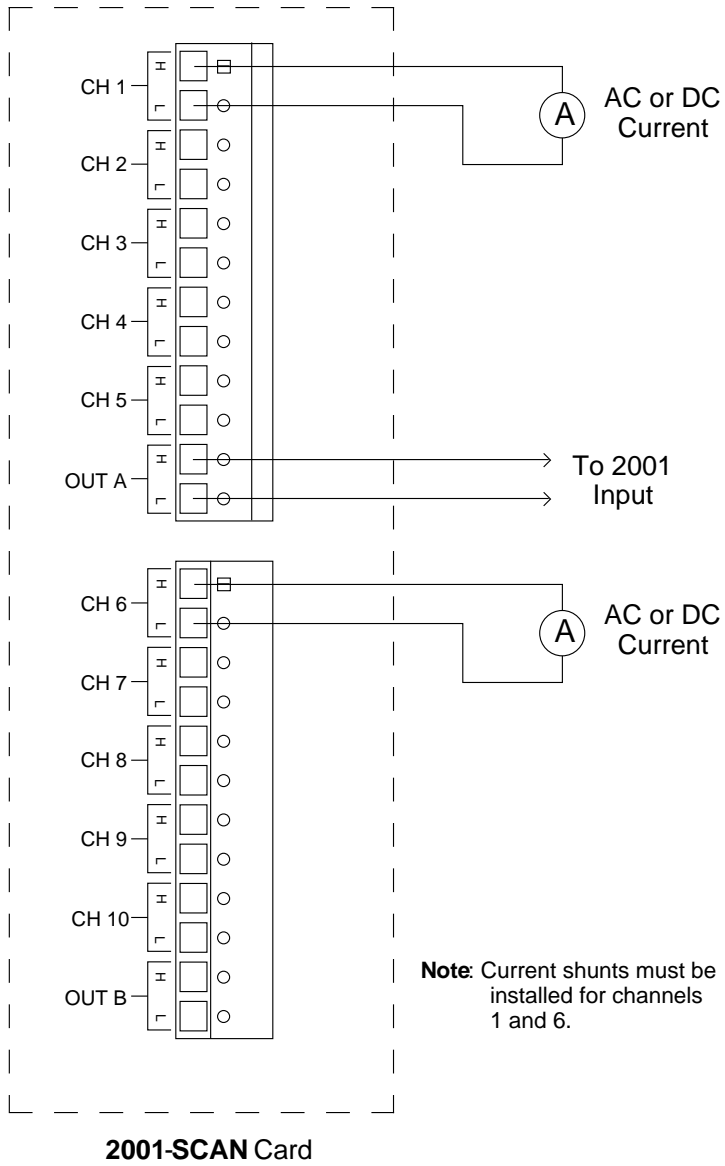 CH 1
H
L
CH 2
H
L
CH 3
H
L
CH 4
H
L
CH 5
H
L
OUT A
H
L
A
AC or DC
Current
To 2001
Input
CH 6
H
L
CH 7
H
L
CH 8
H
L
CH 9
H
L
CH 10
H
L
OUT B
H
L
A
AC or DC
Current
Note: Current shunts must be
installed for channels
1 and 6.
2001-SCAN Card